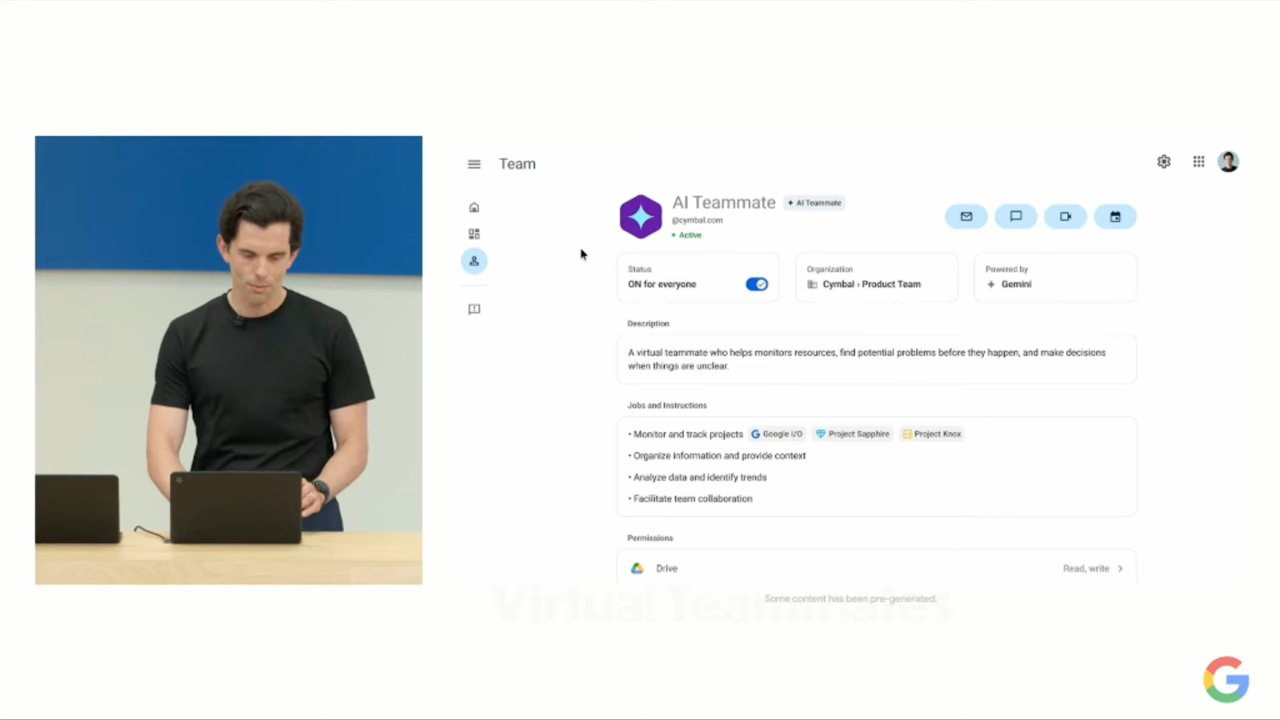 Team
AI Teammate
AI Teammate
@cymbal.com
Active
Status
ON for everyone
Organization
Cymbal › Product Team
Powered by
Gemini
Description
A virtual teammate who helps monitors resources, find potential problems before they happen, and make decisions
when things are unclear.
Jobs and Instructions
• Monitor and track projects Google I/O Project Sapphire Project Knox
• Organize information and provide context
• Analyze data and identify trends
• Facilitate team collaboration
Permissions
Drive
Read, write
Virtual Teammates
Some content has been pre-generated.